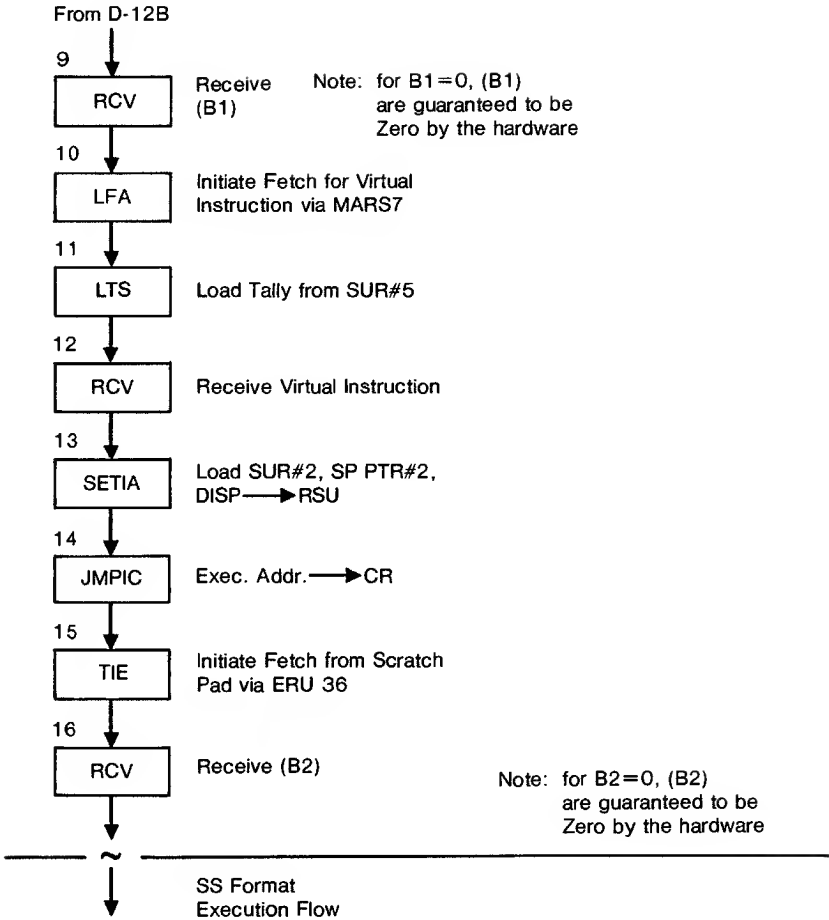 From D-12B
9
RCV
Receive
(B1)
Note: for B1=0, (B1)
are guaranteed to be
Zero by the hardware
10
LFA
Initiate Fetch for Virtual
Instruction via MARS7
11
LTS
Load Tally from SUR#5
12
RCV
Receive Virtual Instruction
13
SETIA
Load SUR#2, SP PTR#2,
DISP→RSU
14
JMPIC
Exec. Addr.→CR
15
TIE
Initiate Fetch from Scratch
Pad via ERU 36
16
RCV
Receive (B2)
Note: for B2=0, (B2)
are guaranteed to be
Zero by the hardware
~
SS Format
Execution Flow